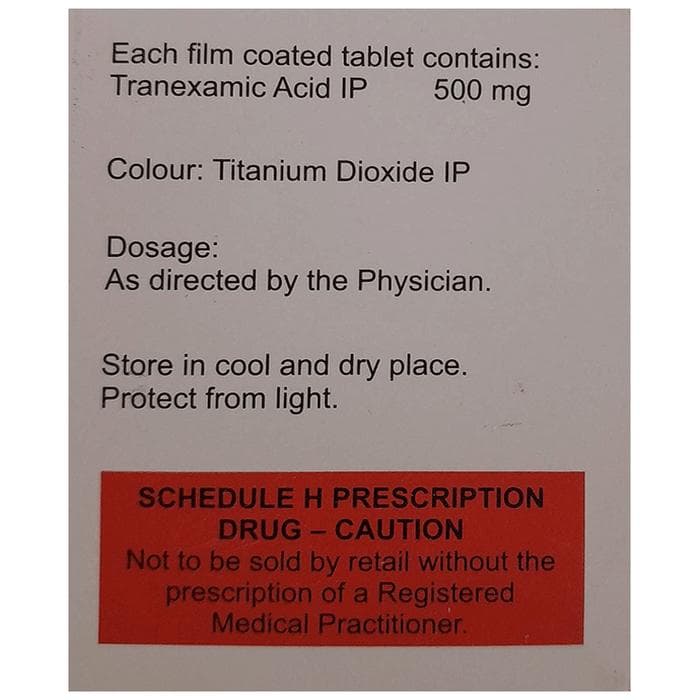 Each film coated tablet contains:
Tranexamic Acid IP 500 mg
Colour: Titanium Dioxide IP
Dosage:
As directed by the Physician.
Store in cool and dry place.
Protect from light.
SCHEDULE H PRESCRIPTION
DRUG – CAUTION
Not to be sold by retail without the
prescription of a Registered
Medical Practitioner.